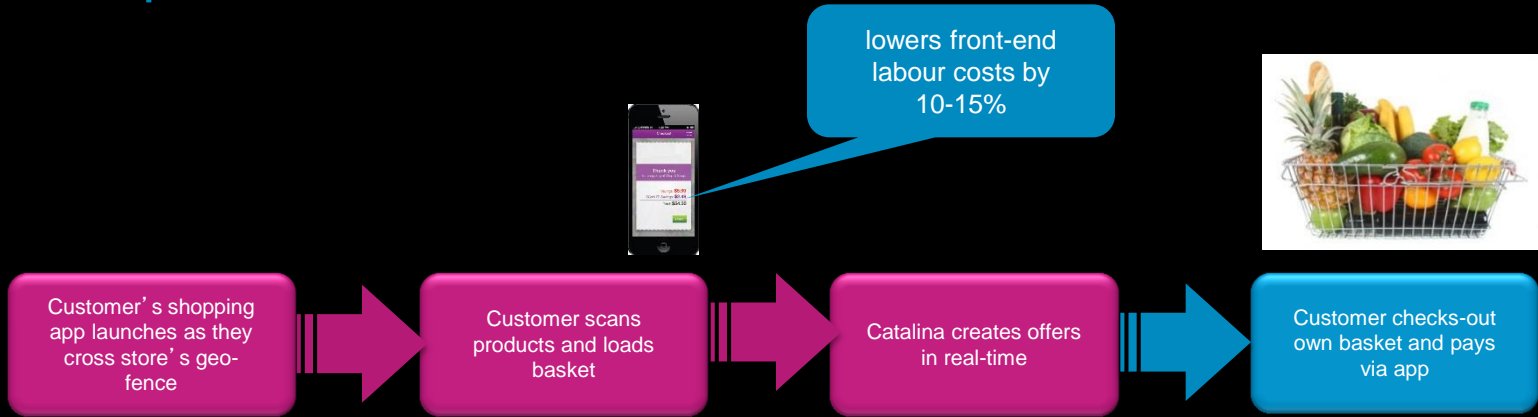 lowers front-end
labour costs by
10-15%
Thank you
Customer's shopping
app launches as they
cross store's geo-
fence
Customer scans
products and loads
basket
Catalina creates offers
in real-time
Customer checks-out
own basket and pays
via app